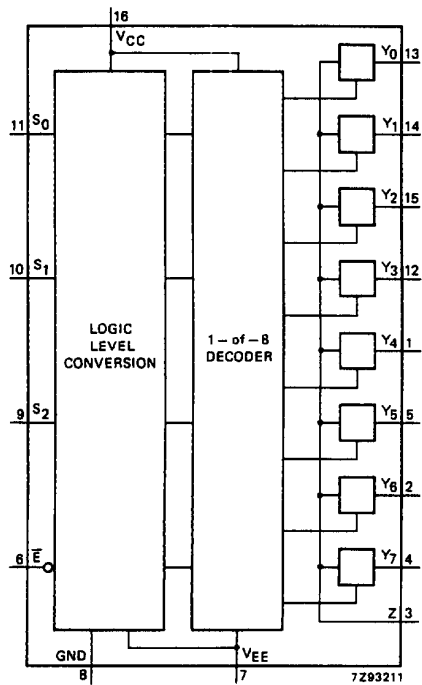 16
VCC
Y0 13
11 S0
Y1 14
Y2 15
10 S1
Y3 12
LOGIC
LEVEL
CONVERSION
1-of-8
DECODER
Y4 1
9 S2
Y5 5
Y6 2
6 E̅
Y7 4
Z 3
GND
VEE
8
7
7Z93211